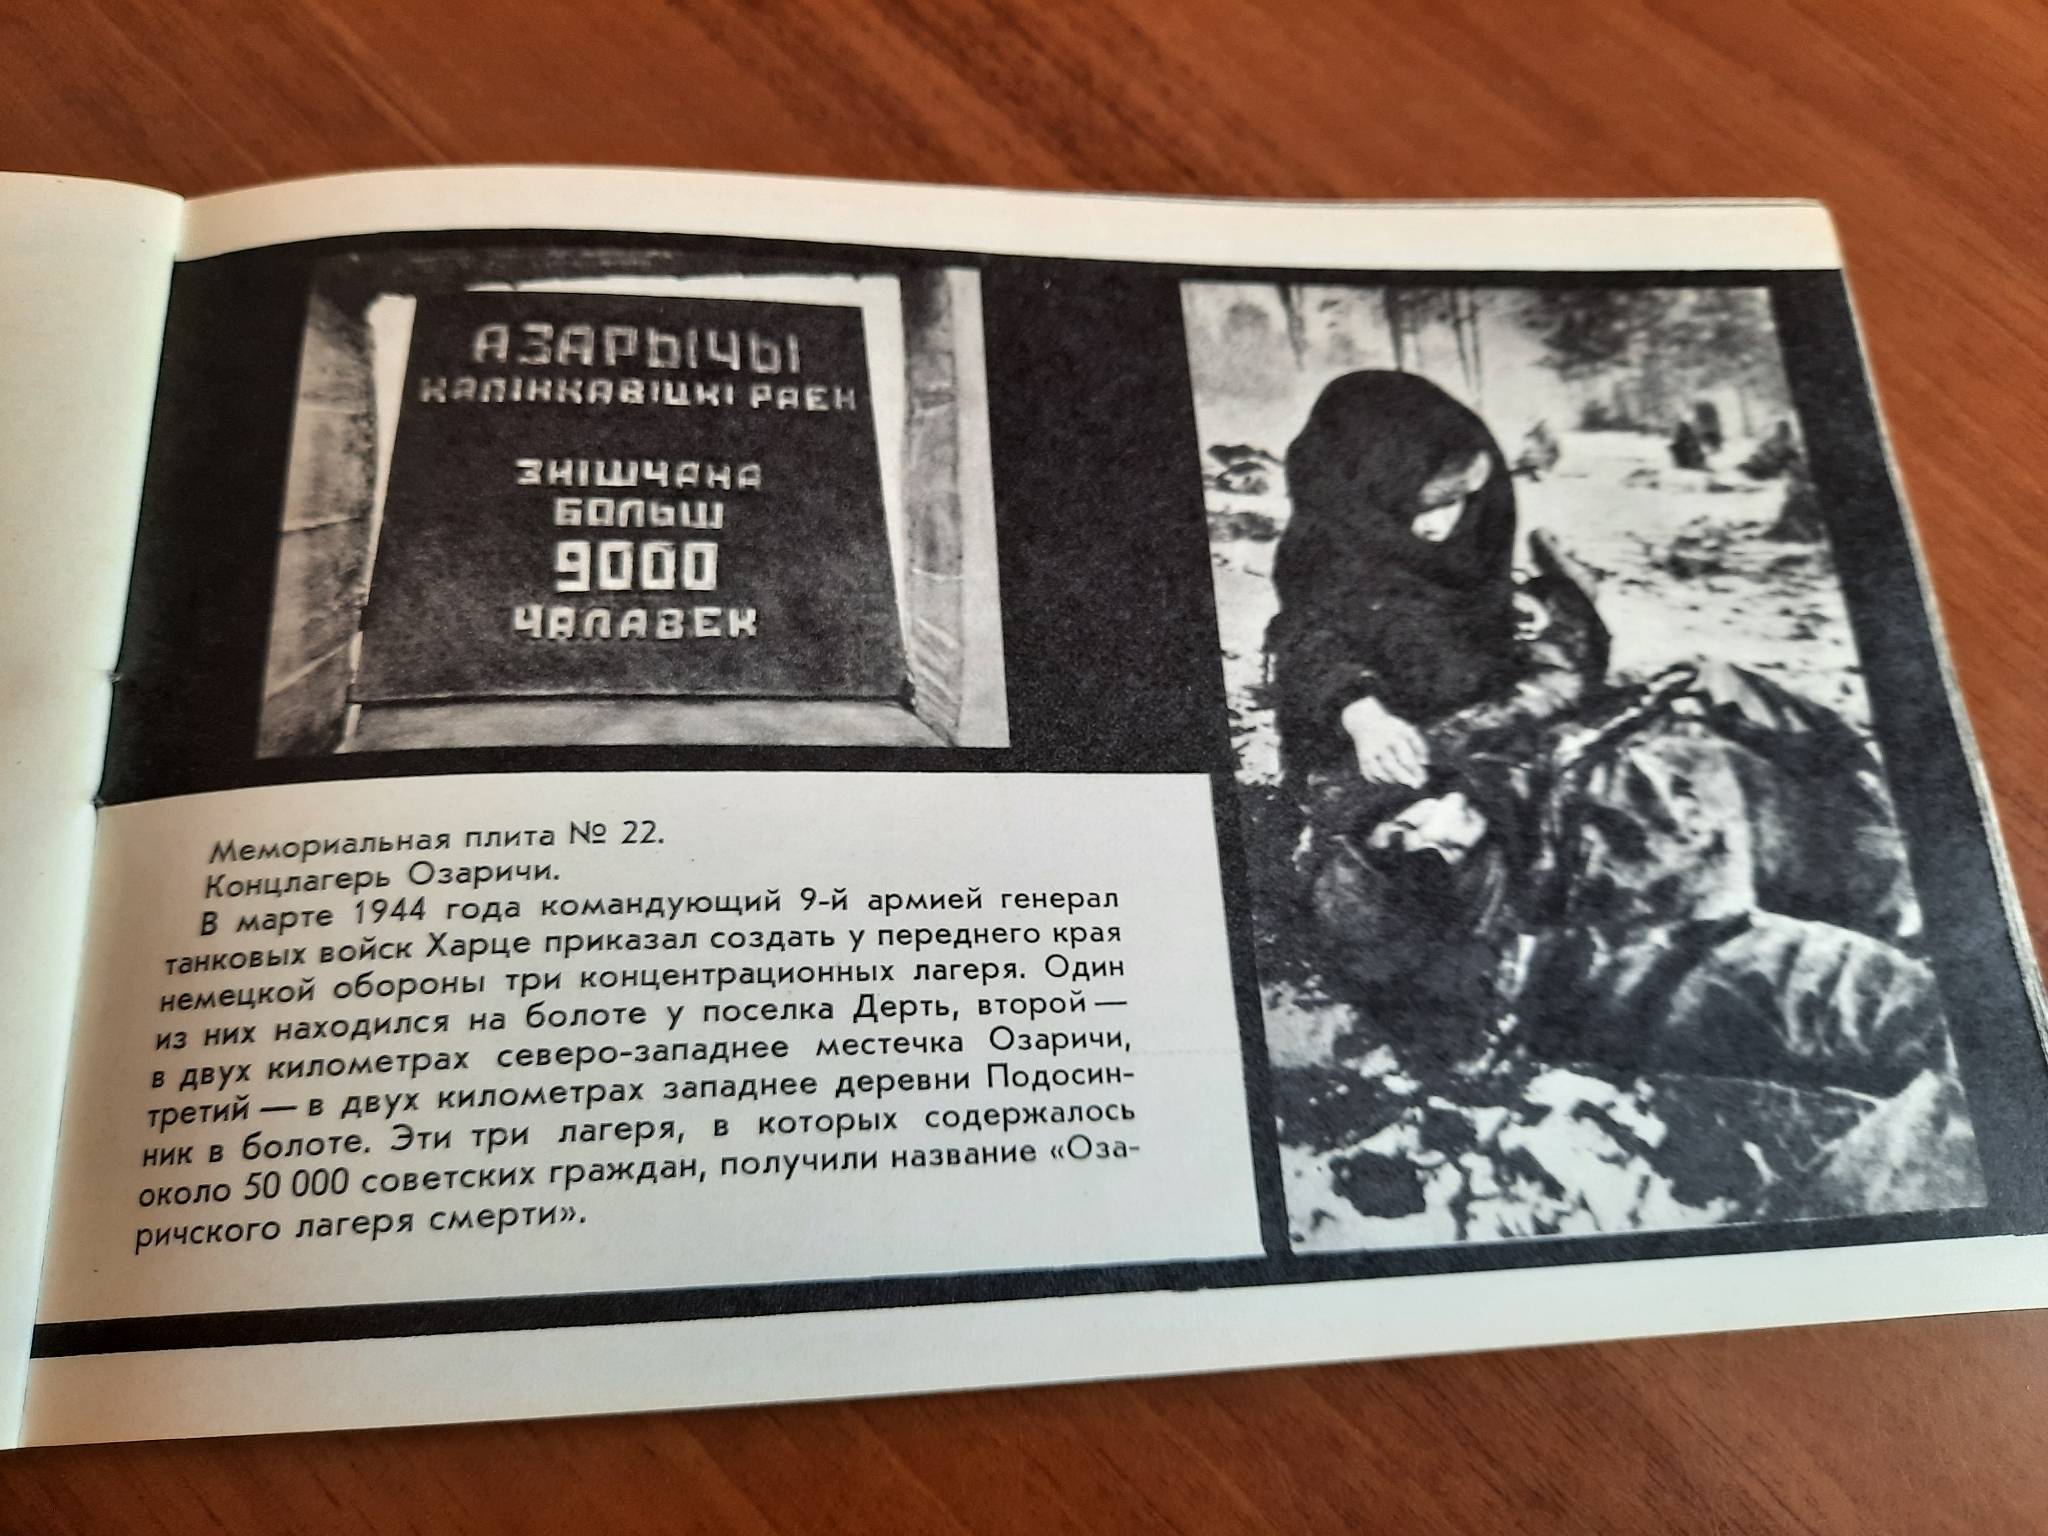 АЗАРЫЧЫ
КАЛІНКАВІЦКІ РАЕН
ЗНІШЧАНА
БОЛЬШ
9000
ЧАЛАВЕК
Мемориальная плита № 22.
Концлагерь Озаричи.
В марте 1944 года командующий 9-й армией генерал
танковых войск Харце приказал создать у переднего края
немецкой обороны три концентрационных лагеря. Один
из них находился на болоте у поселка Дерть, второй —
в двух километрах северо-западнее местечка Озаричи,
третий — в двух километрах западнее деревни Подосин-
ник в болоте. Эти три лагеря, в которых содержалось
около 50 000 советских граждан, получили название «Оза-
ричского лагеря смерти».